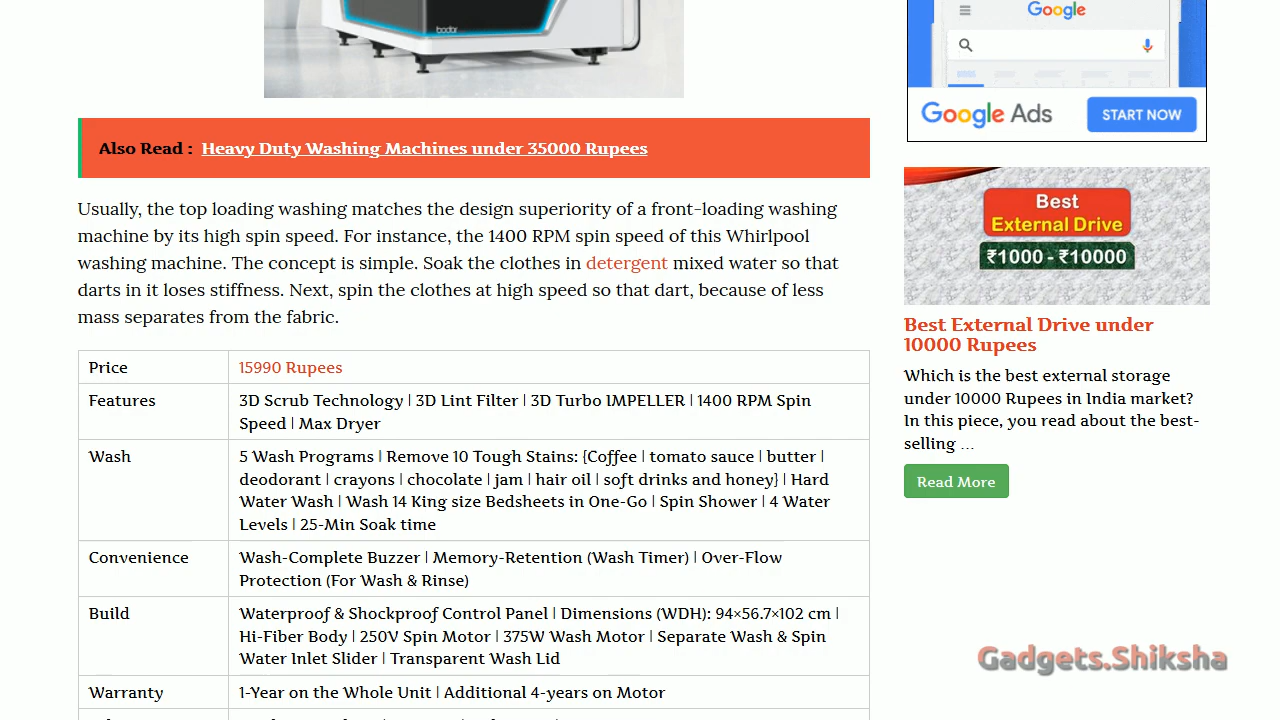 bodor
Also Read : Heavy Duty Washing Machines under 35000 Rupees
Usually, the top loading washing matches the design superiority of a front-loading washing
machine by its high spin speed. For instance, the 1400 RPM spin speed of this Whirlpool
washing machine. The concept is simple. Soak the clothes in detergent mixed water so that
darts in it loses stiffness. Next, spin the clothes at high speed so that dart, because of less
mass separates from the fabric.
Price 15990 Rupees
Features 3D Scrub Technology | 3D Lint Filter | 3D Turbo IMPELLER | 1400 RPM Spin
Speed | Max Dryer
Wash 5 Wash Programs | Remove 10 Tough Stains: {Coffee | tomato sauce | butter |
deodorant | crayons | chocolate | jam | hair oil | soft drinks and honey} | Hard
Water Wash | Wash 14 King size Bedsheets in One-Go | Spin Shower | 4 Water
Levels | 25-Min Soak time
Convenience Wash-Complete Buzzer | Memory-Retention (Wash Timer) | Over-Flow
Protection (For Wash & Rinse)
Build Waterproof & Shockproof Control Panel | Dimensions (WDH): 94×56.7×102 cm |
Hi-Fiber Body | 250V Spin Motor | 375W Wash Motor | Separate Wash & Spin
Water Inlet Slider | Transparent Wash Lid
Warranty 1-Year on the Whole Unit | Additional 4-years on Motor
Google
Google Ads START NOW
Best
External Drive
₹1000 - ₹10000
Best External Drive under
10000 Rupees
Which is the best external storage
under 10000 Rupees in India market?
In this piece, you read about the best-
selling ...
Read More
Gadgets.Shiksha